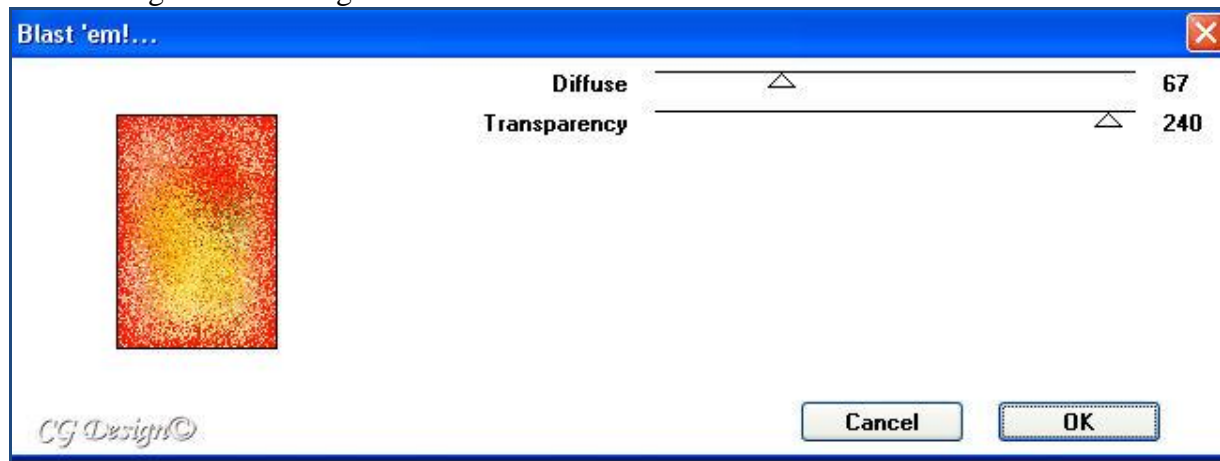 Blast 'em!...
Diffuse 67
Transparency 240
CG Design©
Cancel OK